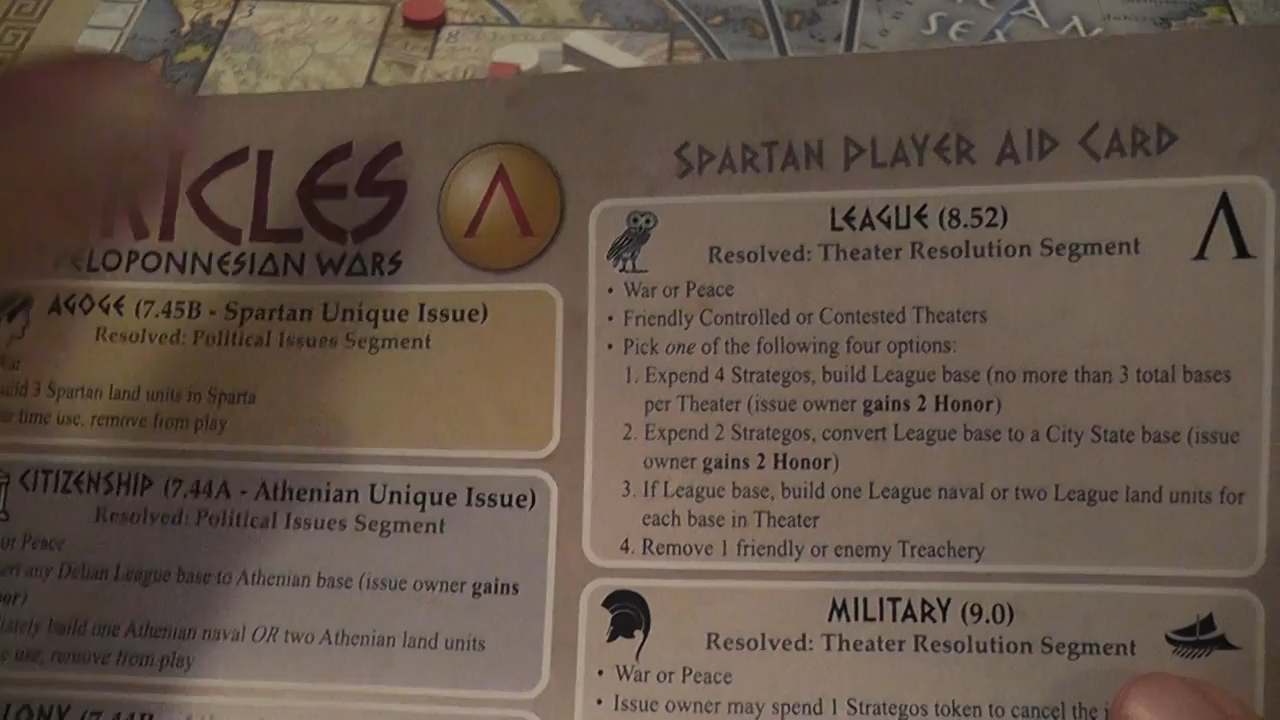 3
SEA
AN
RICLES
Λ
ELOPONNESIAN WARS
AGOGE (7.45B - Spartan Unique Issue)
Resolved: Political Issues Segment
3 Spartan land units in Sparta
time use, remove from play
CITIZENSHIP (7.44A - Athenian Unique Issue)
Resolved: Political Issues Segment
or Peace
any Delian League base to Athenian base (issue owner gains
build one Athenian naval OR two Athenian land units
use, remove from play
SPARTAN PLAYER AID CARD
LEAGUE (8.52)
Λ
Resolved: Theater Resolution Segment
• War or Peace
• Friendly Controlled or Contested Theaters
• Pick one of the following four options:
1. Expend 4 Strategos, build League base (no more than 3 total bases
per Theater (issue owner gains 2 Honor)
2. Expend 2 Strategos, convert League base to a City State base (issue
owner gains 2 Honor)
3. If League base, build one League naval or two League land units for
each base in Theater
4. Remove 1 friendly or enemy Treachery
MILITARY (9.0)
Resolved: Theater Resolution Segment
• War or Peace
• Issue owner may spend 1 Strategos token to cancel the